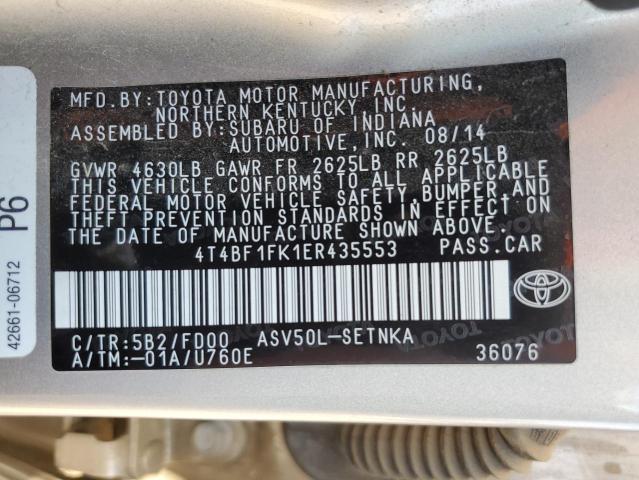 MFD.BY:TOYOTA MOTOR MANUFACTURING,
NORTHERN KENTUCKY, INC.
ASSEMBLED BY:SUBARU OF INDIANA
AUTOMOTIVE,INC. 08/14
GVWR 4630LB GAWR FR 2625LB RR 2625LB
THIS VEHICLE CONFORMS TO ALL APPLICABLE
FEDERAL MOTOR VEHICLE SAFETY,BUMPER,AND
THEFT PREVENTION STANDARDS IN EFFECT ON
THE DATE OF MANUFACTURE SHOWN ABOVE.
4T4BF1FK1ER435553 PASS.CAR
C/TR:5B2/FD00 ASV50L-SETNKA
A/TM:-01A/U760E 36076
TOYOTA
P6
42661-06712